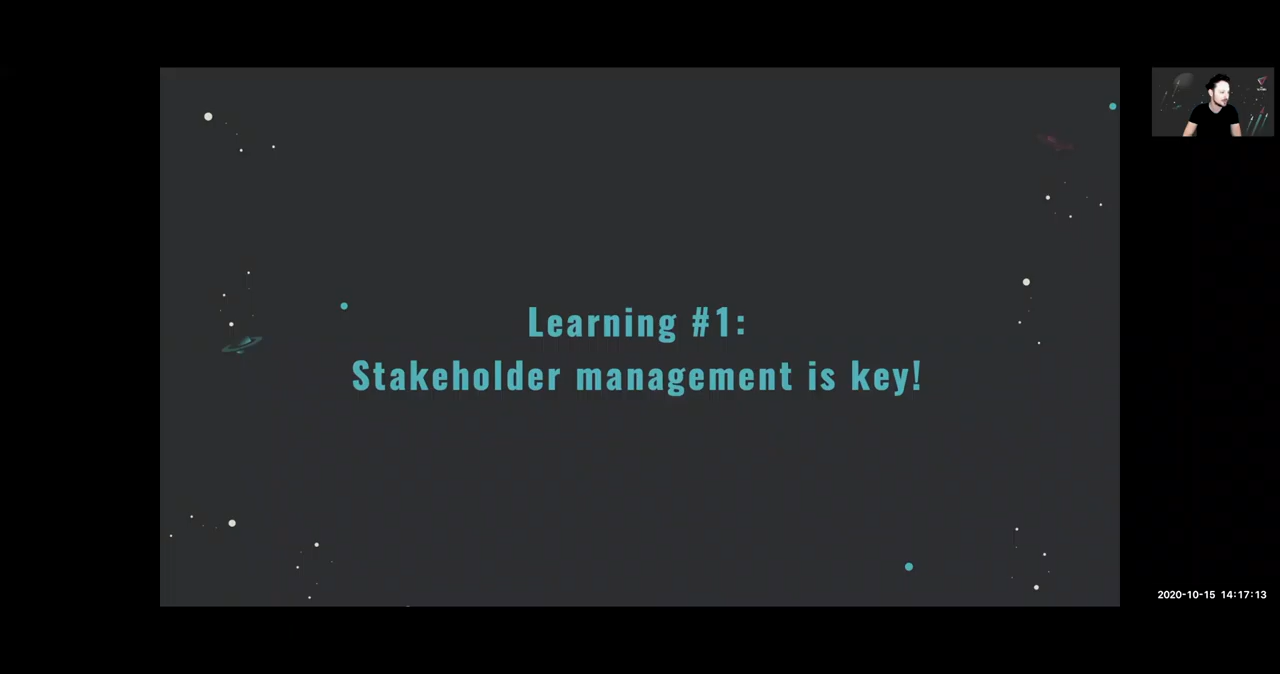 Learning #1:
Stakeholder management is key!
2020-10-15 14:17:13